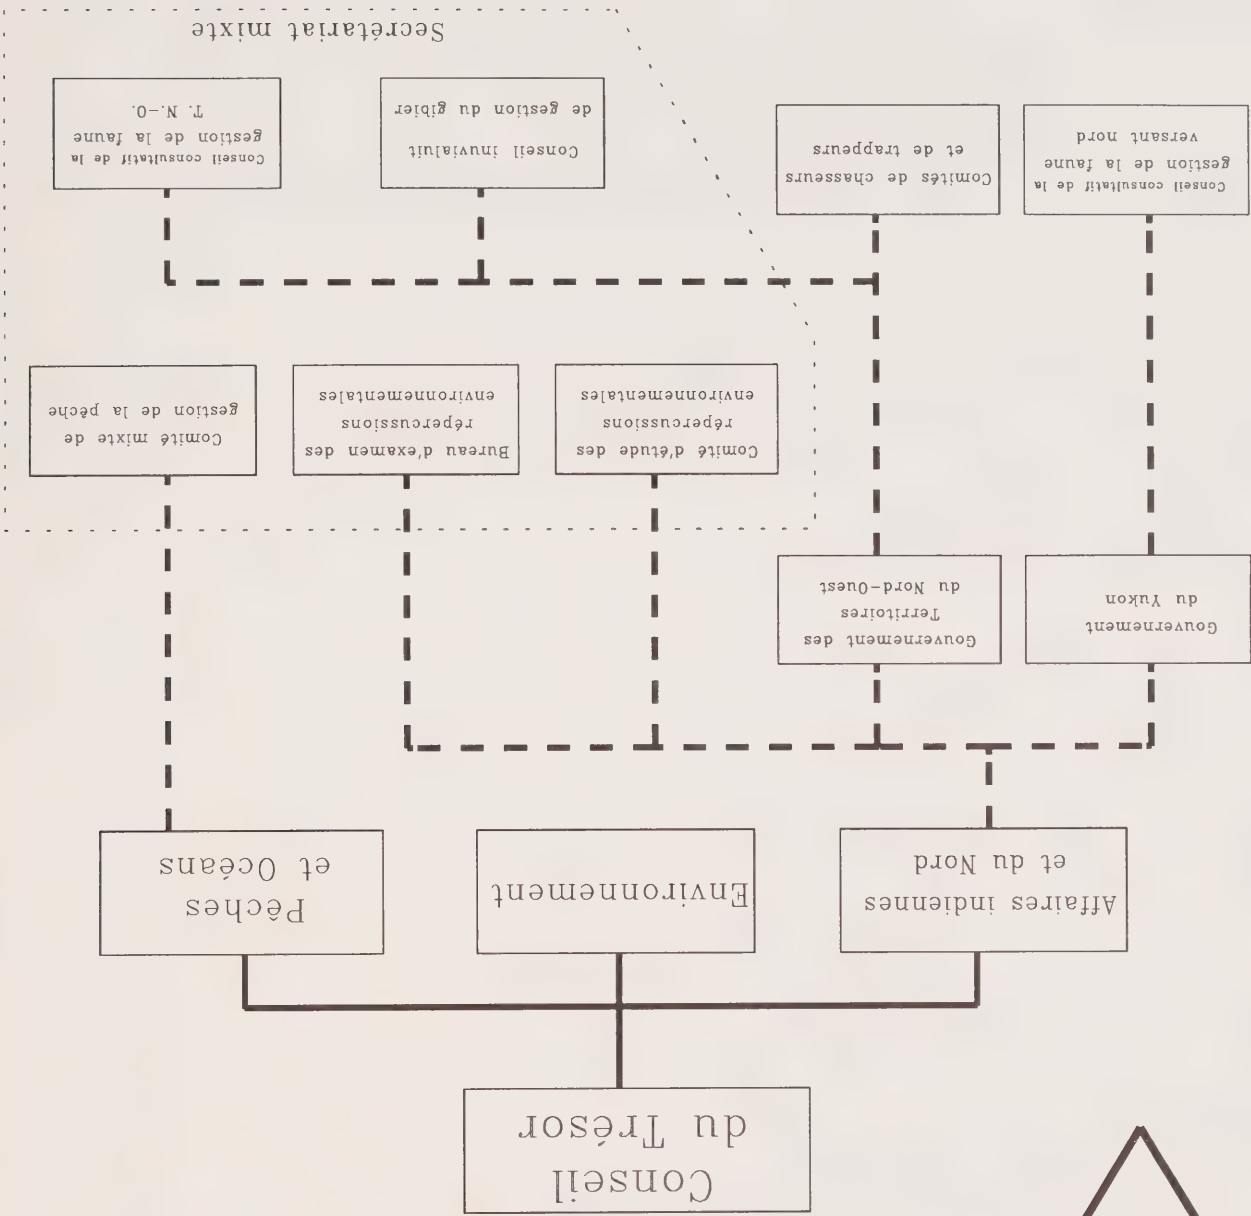 Conseil
du Trésor
Affaires indiennes
et du Nord
Environnement
Pêches
et Océans
Gouvernement
du Yukon
Gouvernement des
Territoires
du Nord-Ouest
Comité d'étude des
répercussions
environnementales
Bureau d'examen des
répercussions
environnementales
Comité mixte de
gestion de la pêche
Conseil consultatif de la
gestion de la faune
versant nord
Comités de chasseurs
et de trappeurs
Conseil inuvialuit
de gestion du gibier
Conseil consultatif de la
gestion de la faune
T. N.-O.
Secrétariat mixte